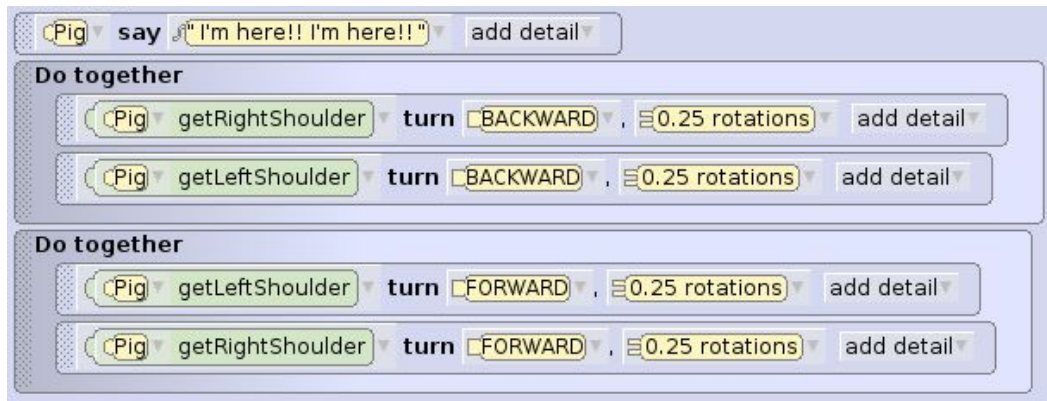 Pig say "I'm here!! I'm here!!" add detail
Do together
Pig getRightShoulder turn BACKWARD , 0.25 rotations add detail
Pig getLeftShoulder turn BACKWARD , 0.25 rotations add detail
Do together
Pig getLeftShoulder turn FORWARD , 0.25 rotations add detail
Pig getRightShoulder turn FORWARD , 0.25 rotations add detail